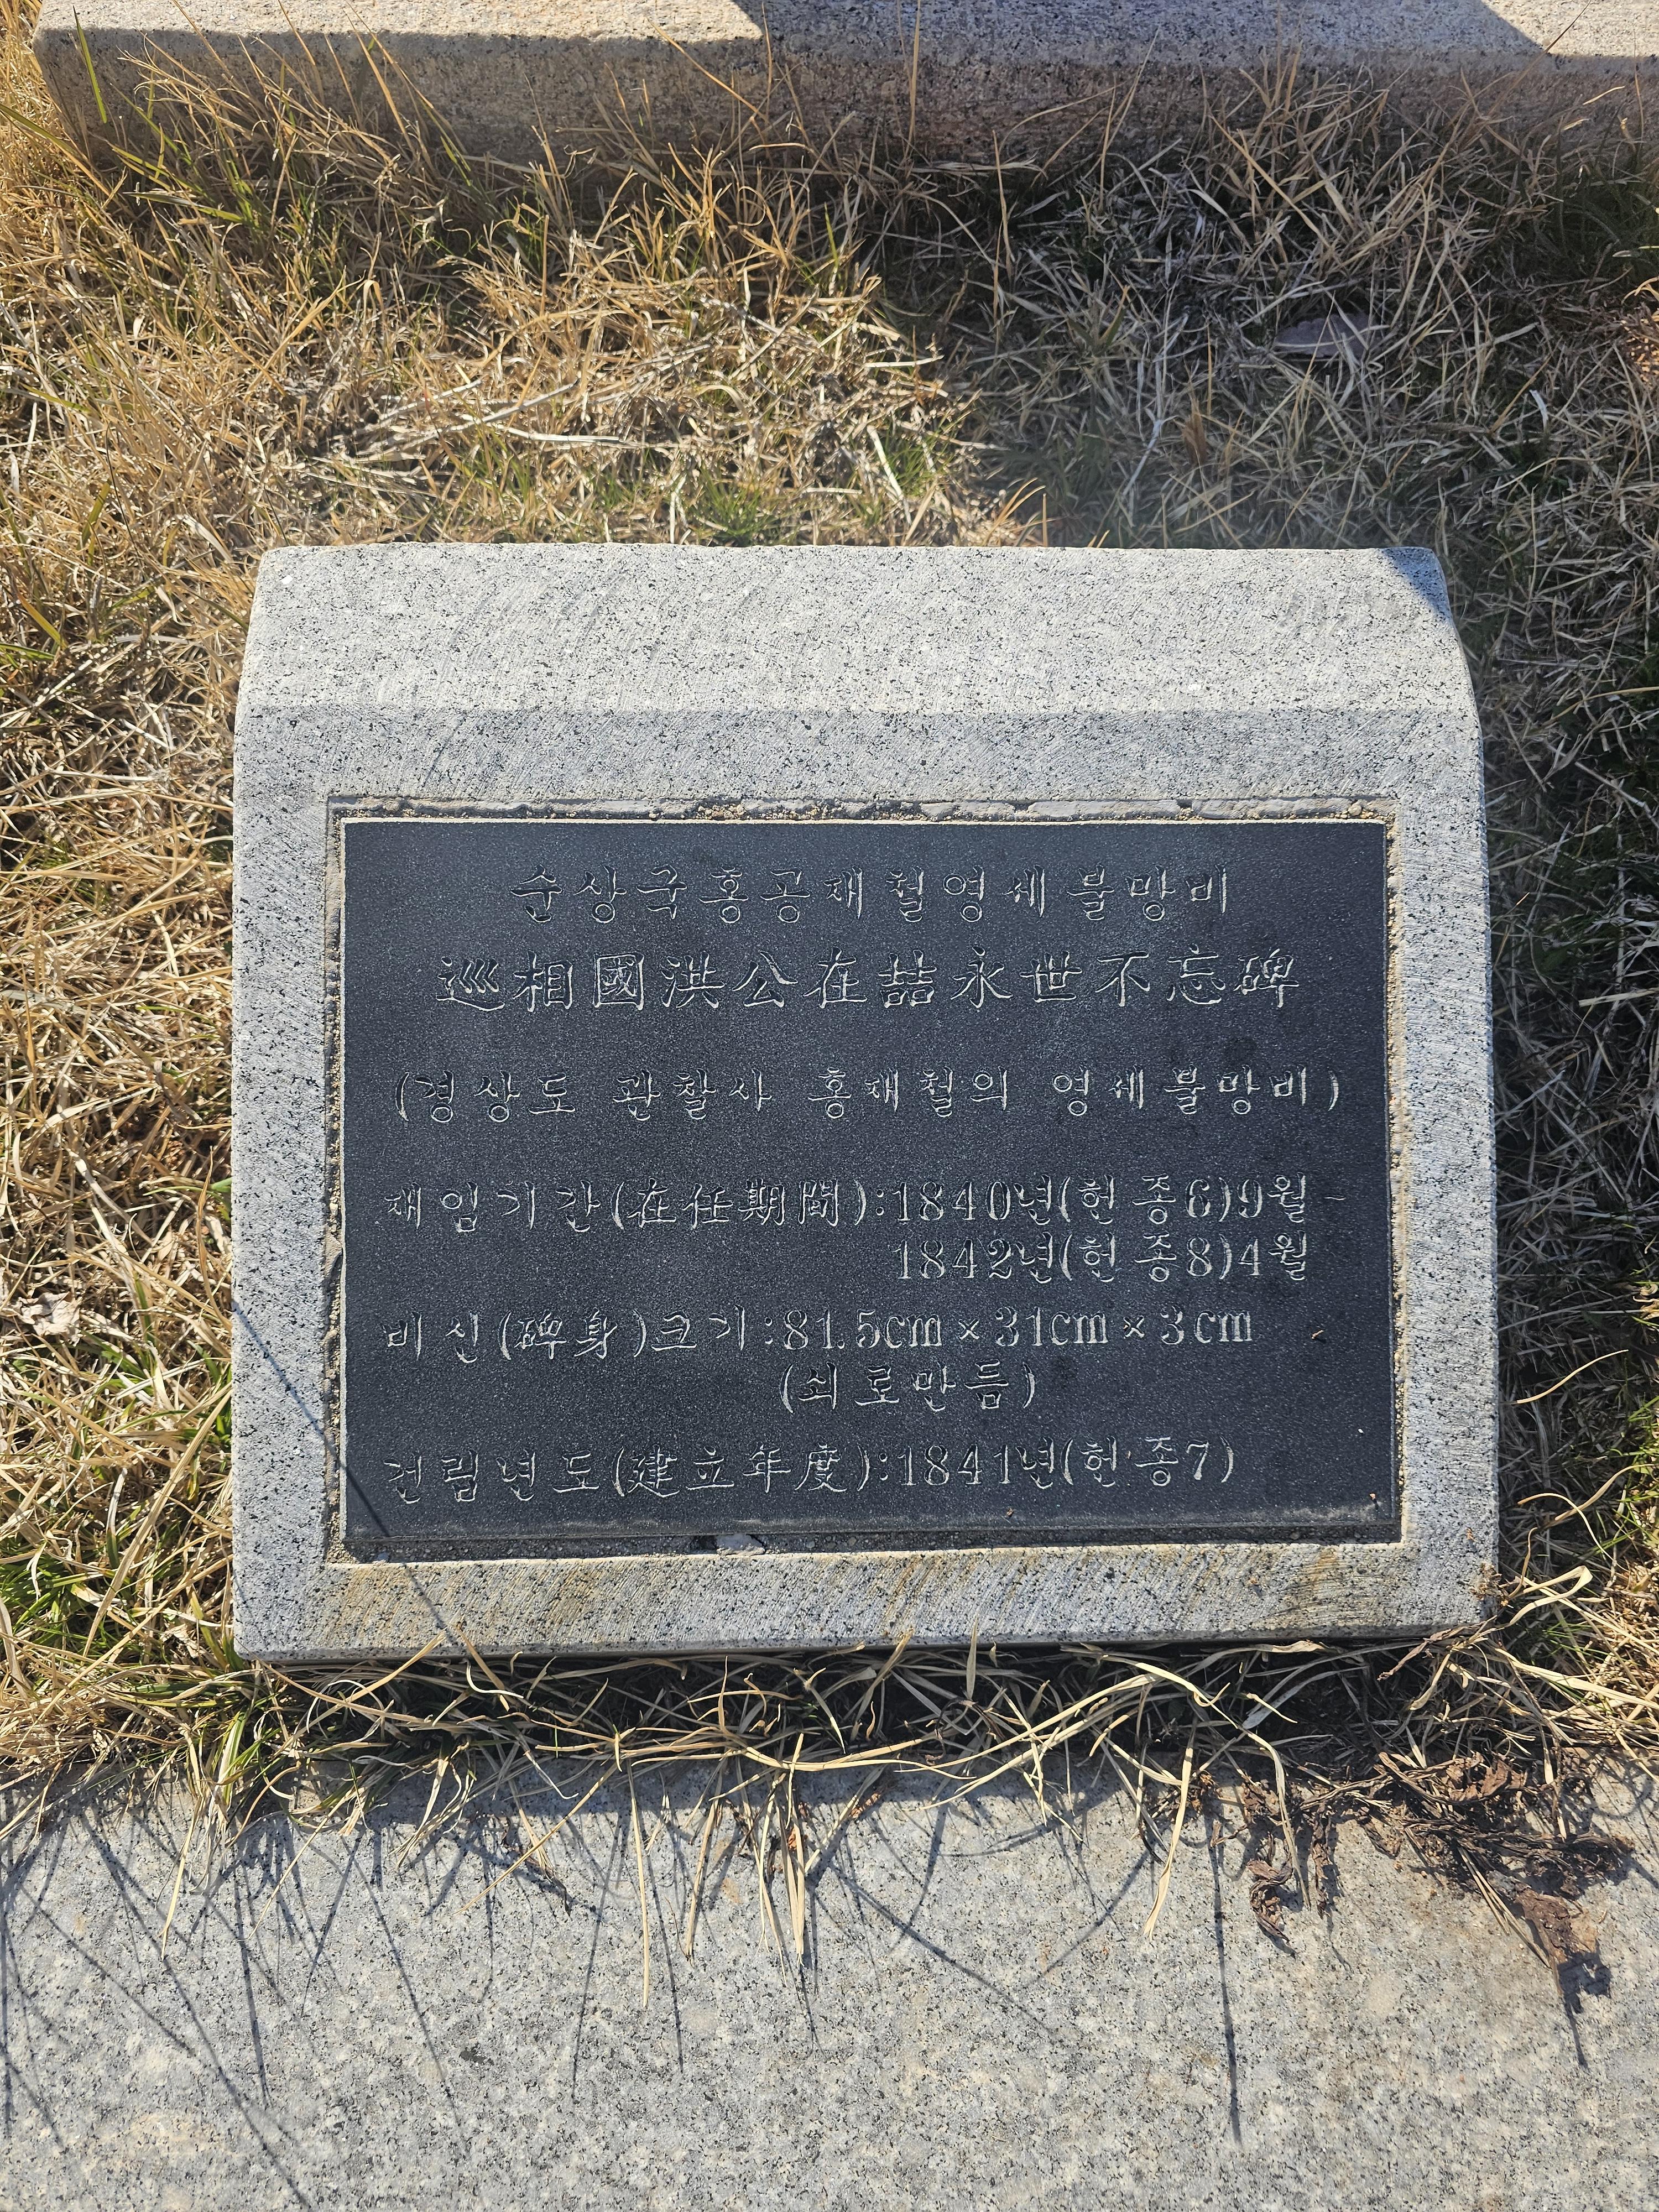 순상국홍공재철영세불망비
巡相國洪公在喆永世不忘碑
(경상도 관찰사 홍재철의 영세불망비)
재임기간(在任期間):1840년(헌종6)9월~
1842년(헌종8)4월
비신(碑身)크기:81.5cm×31cm×3cm
(쇠로만듬)
건립년도(建立年度):1841년(헌종7)